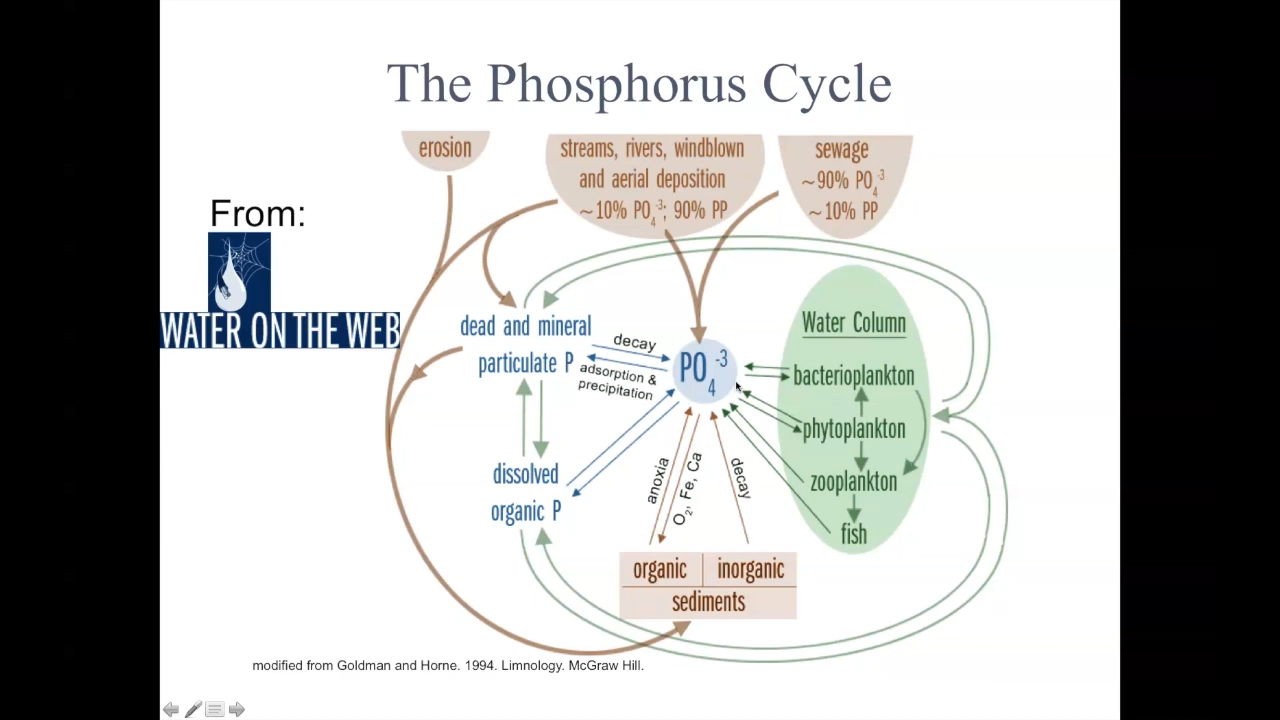 The Phosphorus Cycle
erosion
streams, rivers, windblown
and aerial deposition
~10% PO₄⁻³; 90% PP
sewage
~90% PO₄⁻³
~10% PP
From:
WATER ON THE WEB
dead and mineral
particulate P
decay
adsorption &
precipitation
PO₄⁻³
Water Column
bacterioplankton
phytoplankton
zooplankton
fish
dissolved
organic P
anoxia
O₂, Fe, Ca
decay
organic
inorganic
sediments
modified from Goldman and Horne. 1994. Limnology. McGraw Hill.